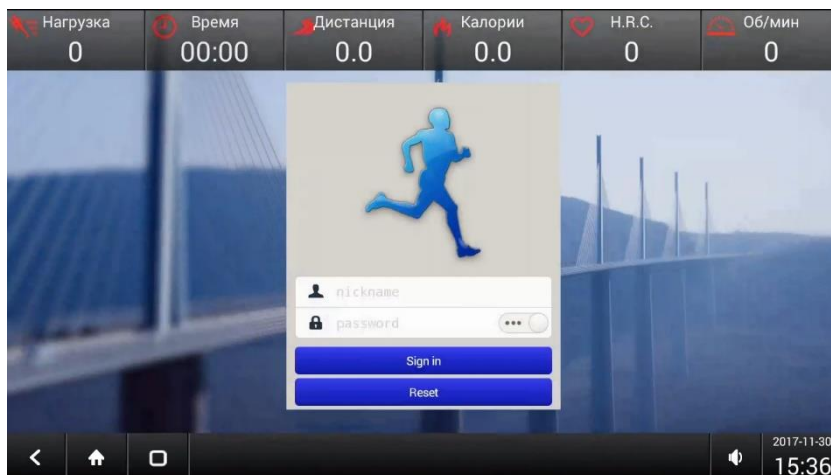 Нагрузка
0
Время
00:00
Дистанция
0.0
Калории
0.0
H.R.C.
0
Об/мин
0
nickname
password
Sign in
Reset
2017-11-30
15:36